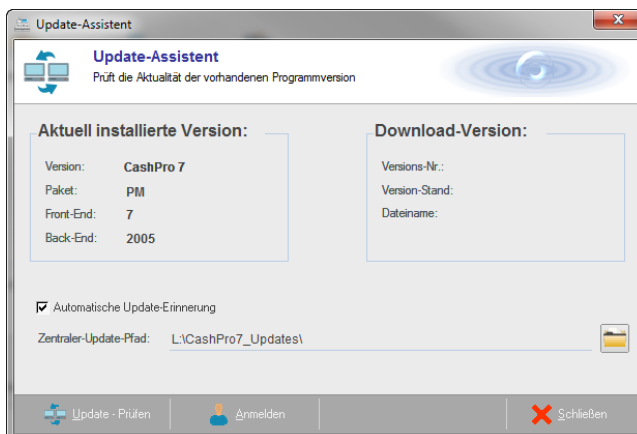 Update-Assistent
Update-Assistent
Prüft die Aktualität der vorhandenen Programmversion
Aktuell installierte Version:
Version: CashPro 7
Paket: PM
Front-End: 7
Back-End: 2005
Download-Version:
Versions-Nr.:
Version-Stand:
Dateiname:
Automatische Update-Erinnerung
Zentraler-Update-Pfad: L:\CashPro7_Updates\
Update - Prüfen
Anmelden
Schließen